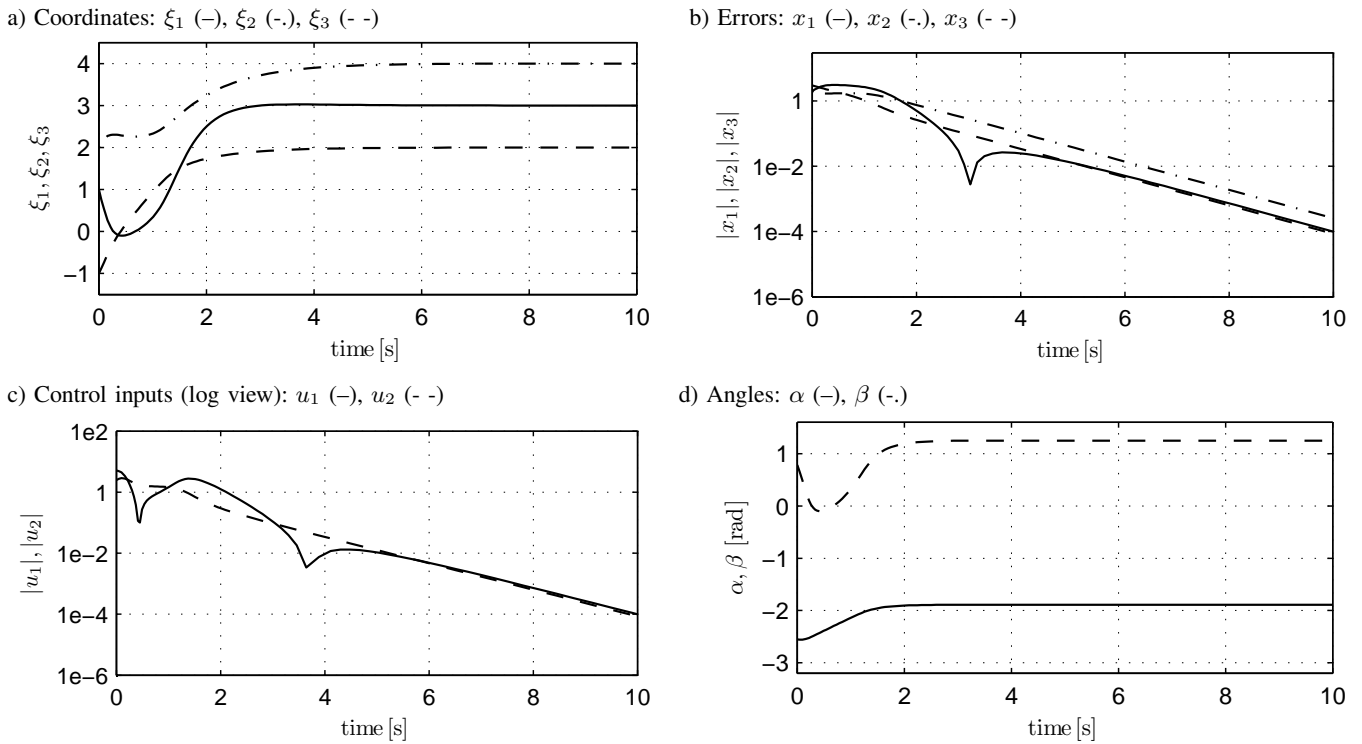 a) Coordinates: ξ₁ (–), ξ₂ (-.), ξ₃ (- -)
4
3
2
1
0
−1
ξ₁, ξ₂, ξ₃
0 2 4 6 8 10
time [s]
b) Errors: x₁ (–), x₂ (-.), x₃ (- -)
1
1e−2
1e−4
1e−6
|x₁|, |x₂|, |x₃|
0 2 4 6 8 10
time [s]
c) Control inputs (log view): u₁ (–), u₂ (- -)
1e2
1
1e−2
1e−4
1e−6
|u₁|, |u₂|
0 2 4 6 8 10
time [s]
d) Angles: α (–), β (-.)
1
0
−1
−2
−3
α, β [rad]
0 2 4 6 8 10
time [s]